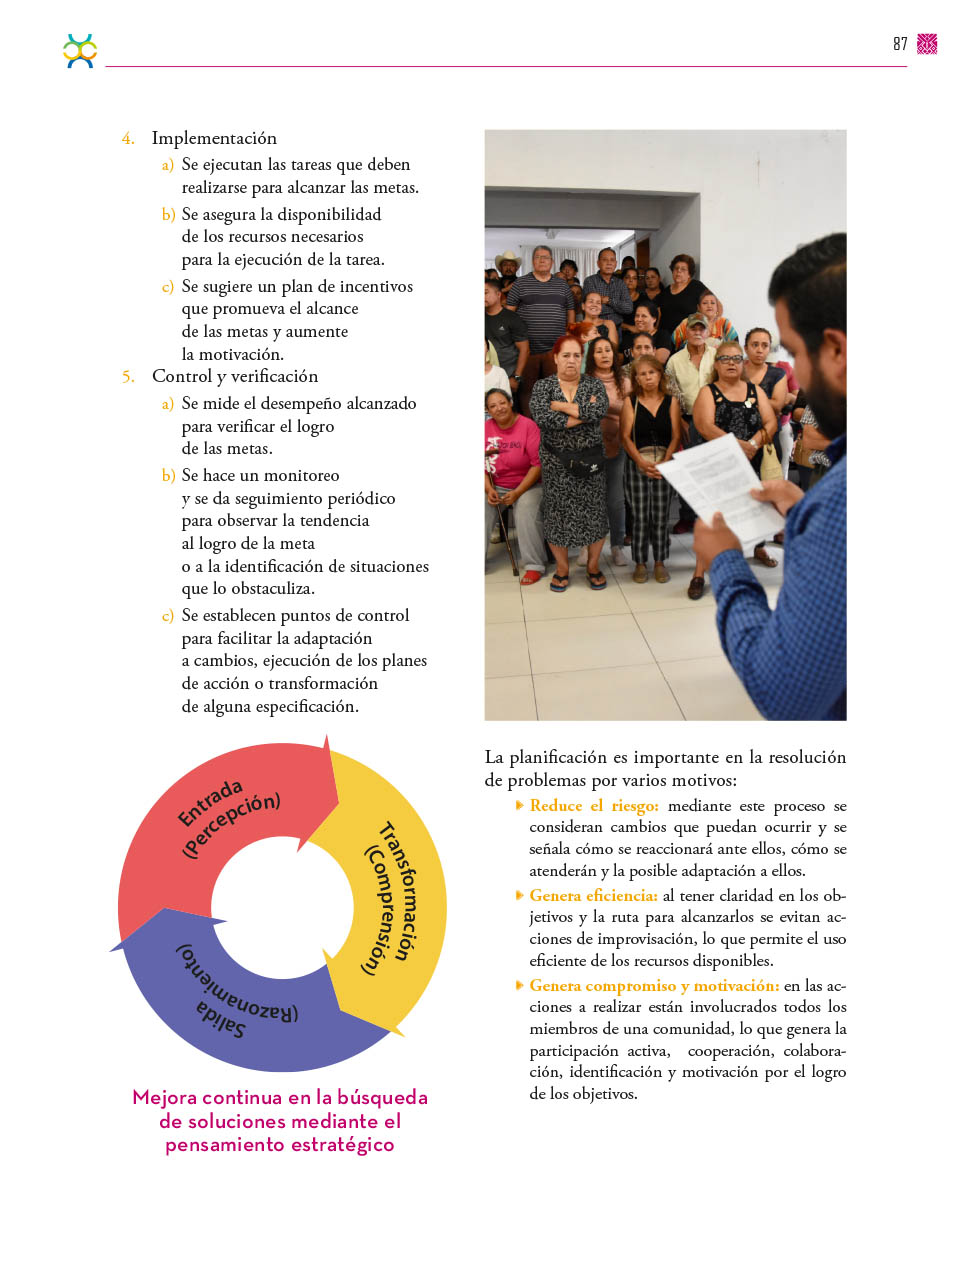 87
4. Implementación
a) Se ejecutan las tareas que deben
realizarse para alcanzar las metas.
b) Se asegura la disponibilidad
de los recursos necesarios
para la ejecución de la tarea.
c) Se sugiere un plan de incentivos
que promueva el alcance
de las metas y aumente
la motivación.
5. Control y verificación
a) Se mide el desempeño alcanzado
para verificar el logro
de las metas.
b) Se hace un monitoreo
y se da seguimiento periódico
para observar la tendencia
al logro de la meta
o a la identificación de situaciones
que lo obstaculiza.
c) Se establecen puntos de control
para facilitar la adaptación
a cambios, ejecución de los planes
de acción o transformación
de alguna especificación.
Entrada
(Percepción)
Transformación
(Comprensión)
Salida
(Razonamiento)
Mejora continua en la búsqueda
de soluciones mediante el
pensamiento estratégico
La planificación es importante en la resolución
de problemas por varios motivos:
Reduce el riesgo: mediante este proceso se
consideran cambios que puedan ocurrir y se
señala cómo se reaccionará ante ellos, cómo se
atenderán y la posible adaptación a ellos.
Genera eficiencia: al tener claridad en los ob-
jetivos y la ruta para alcanzarlos se evitan ac-
ciones de improvisación, lo que permite el uso
eficiente de los recursos disponibles.
Genera compromiso y motivación: en las ac-
ciones a realizar están involucrados todos los
miembros de una comunidad, lo que genera la
participación activa, cooperación, colabora-
ción, identificación y motivación por el logro
de los objetivos.